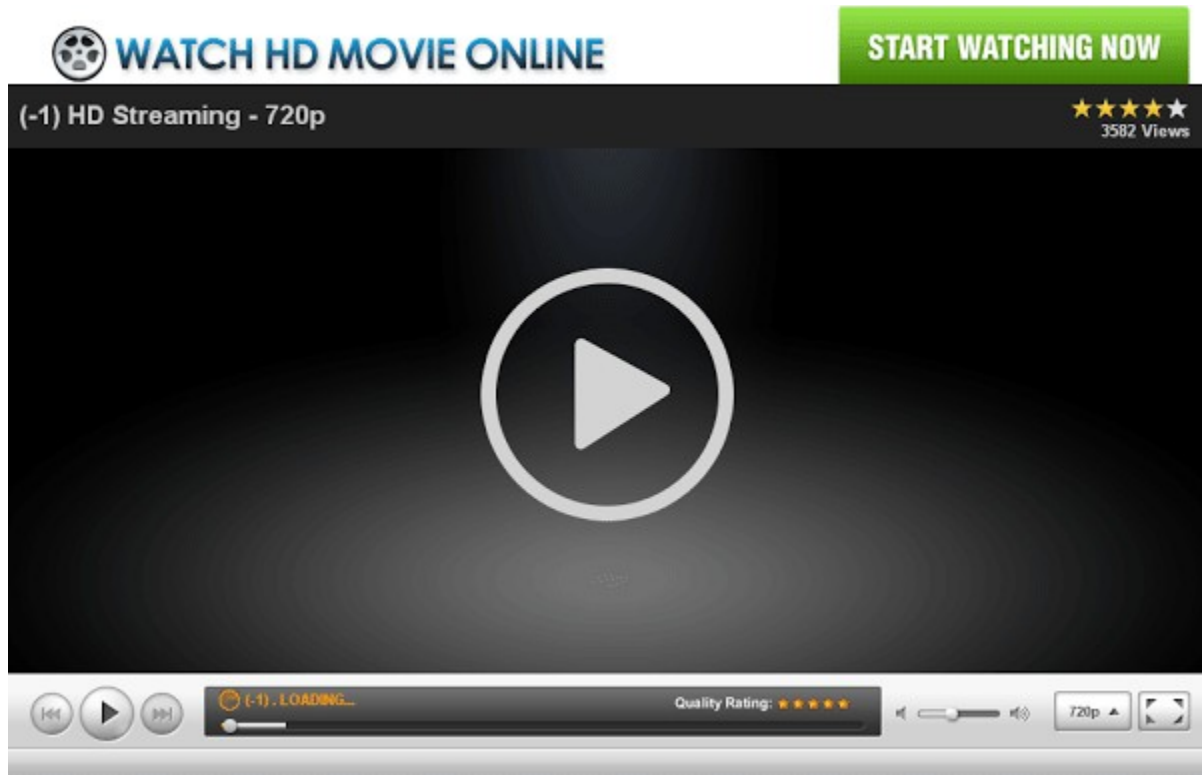 WATCH HD MOVIE ONLINE
START WATCHING NOW
(-1) HD Streaming - 720p
3582 Views
(-1) . LOADING...
Quality Rating:
720p